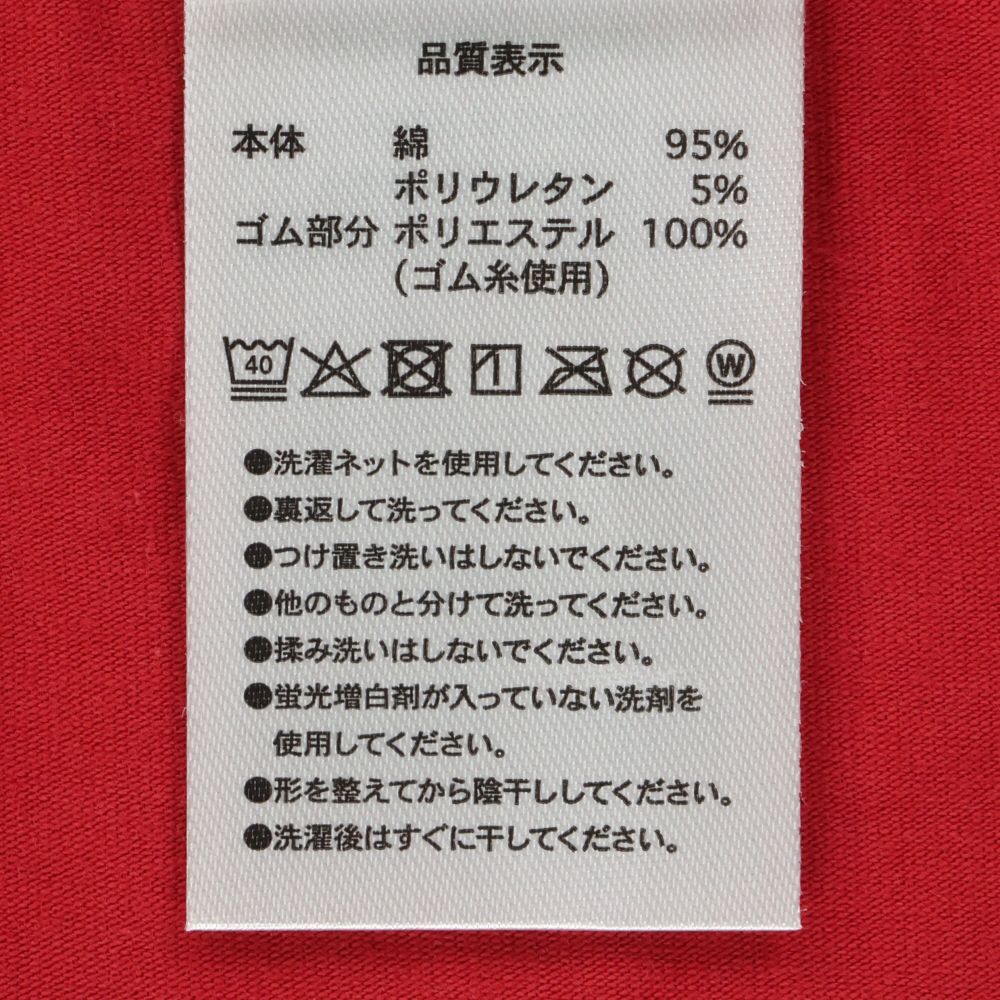 品質表示
本体 綿 95%
ポリウレタン 5%
ゴム部分 ポリエステル 100%
(ゴム糸使用)
40 W
●洗濯ネットを使用してください。
●裏返して洗ってください。
●つけ置き洗いはしないでください。
●他のものと分けて洗ってください。
●揉み洗いはしないでください。
●蛍光増白剤が入っていない洗剤を
使用してください。
●形を整えてから陰干ししてください。
●洗濯後はすぐに干してください。